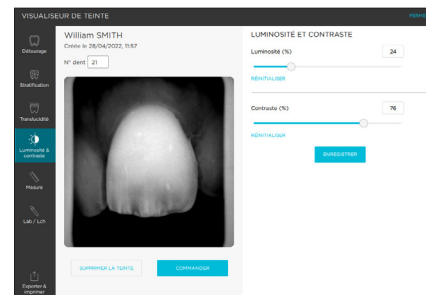 VISUALISEUR DE TEINTE
FERMER
Détourage
Stratification
Translucidité
Luminosité &
contraste
Mesure
Lab / Lch
Exporter &
imprimer
William SMITH
Créée le 28/04/2022, 11:57
N° dent 21
SUPPRIMER LA TEINTE
COMMANDER
LUMINOSITÉ ET CONTRASTE
Luminosité (%) 24
RÉINITIALISER
Contraste (%) 76
RÉINITIALISER
ENREGISTRER